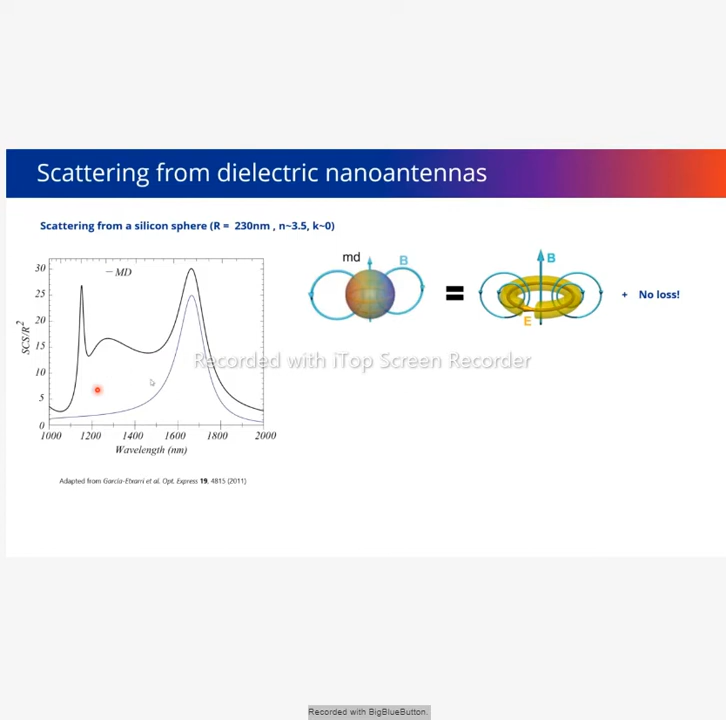 Scattering from dielectric nanoantennas
Scattering from a silicon sphere (R = 230nm , n~3.5, k~0)
30
25
20
15
10
5
0
SCS/R²
– MD
1000 1200 1400 1600 1800 2000
Wavelength (nm)
md
B
=
B
E
+ No loss!
Recorded with iTop Screen Recorder
Adapted from García-Etxarri et al. Opt. Express 19, 4815 (2011)
Recorded with BigBlueButton.